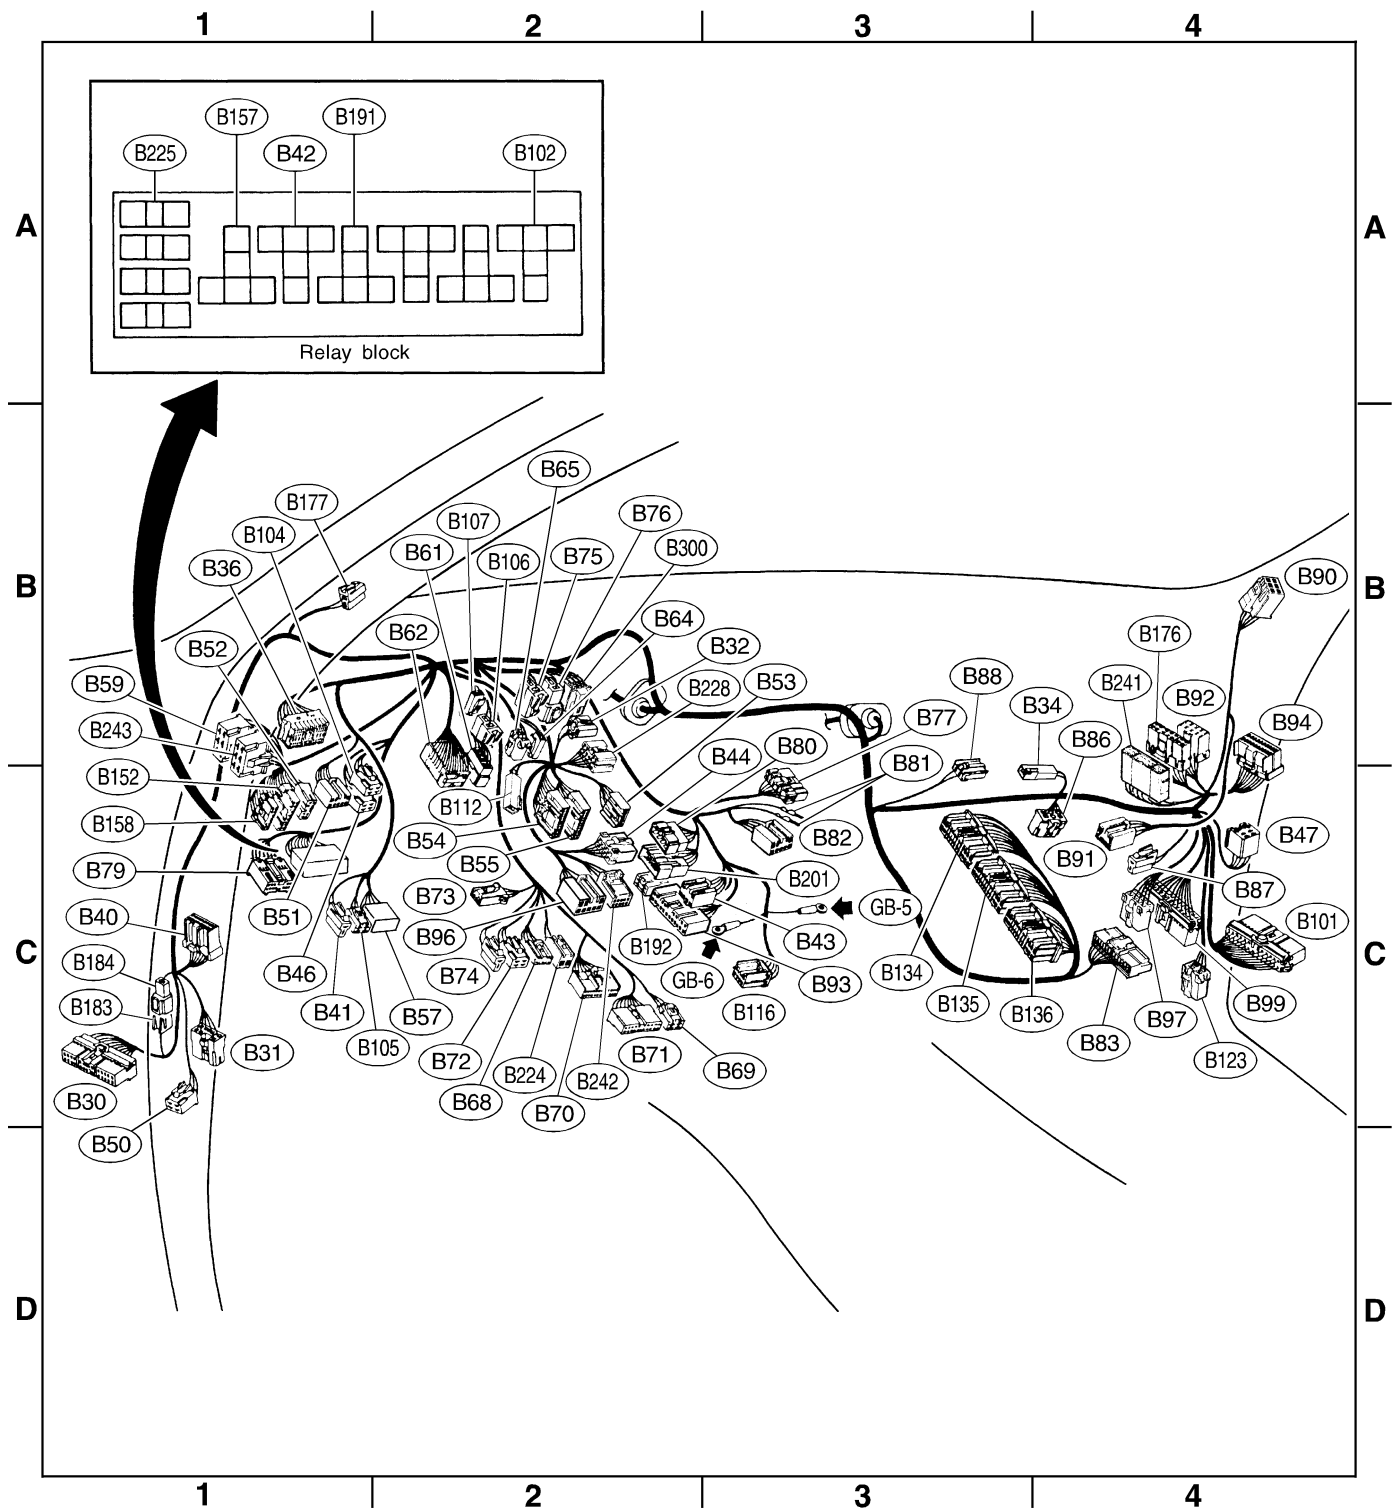 1 2 3 4
B157 B191
B225 B42 B102
A A
Relay block
B65
B177
B107 B76
B104
B61 B106 B75 B300
B36
B B90 B
B64
B62 B176
B52 B32
B59 B228 B53 B88 B241 B92
B34
B243 B77 B94
B44 B80 B86
B152 B81
B112
B158 B54 B82 B47
B55 B91
B79 B201
B73 B87
B40 B51 GB-5
B96 B192 B43 B101
C C
B184 B46 B74 GB-6 B93 B134
B183 B41 B57 B116 B135 B136 B99
B97
B31 B105 B72 B71 B83
B224 B242 B69 B123
B30 B68 B70
B50
D D
1 2 3 4